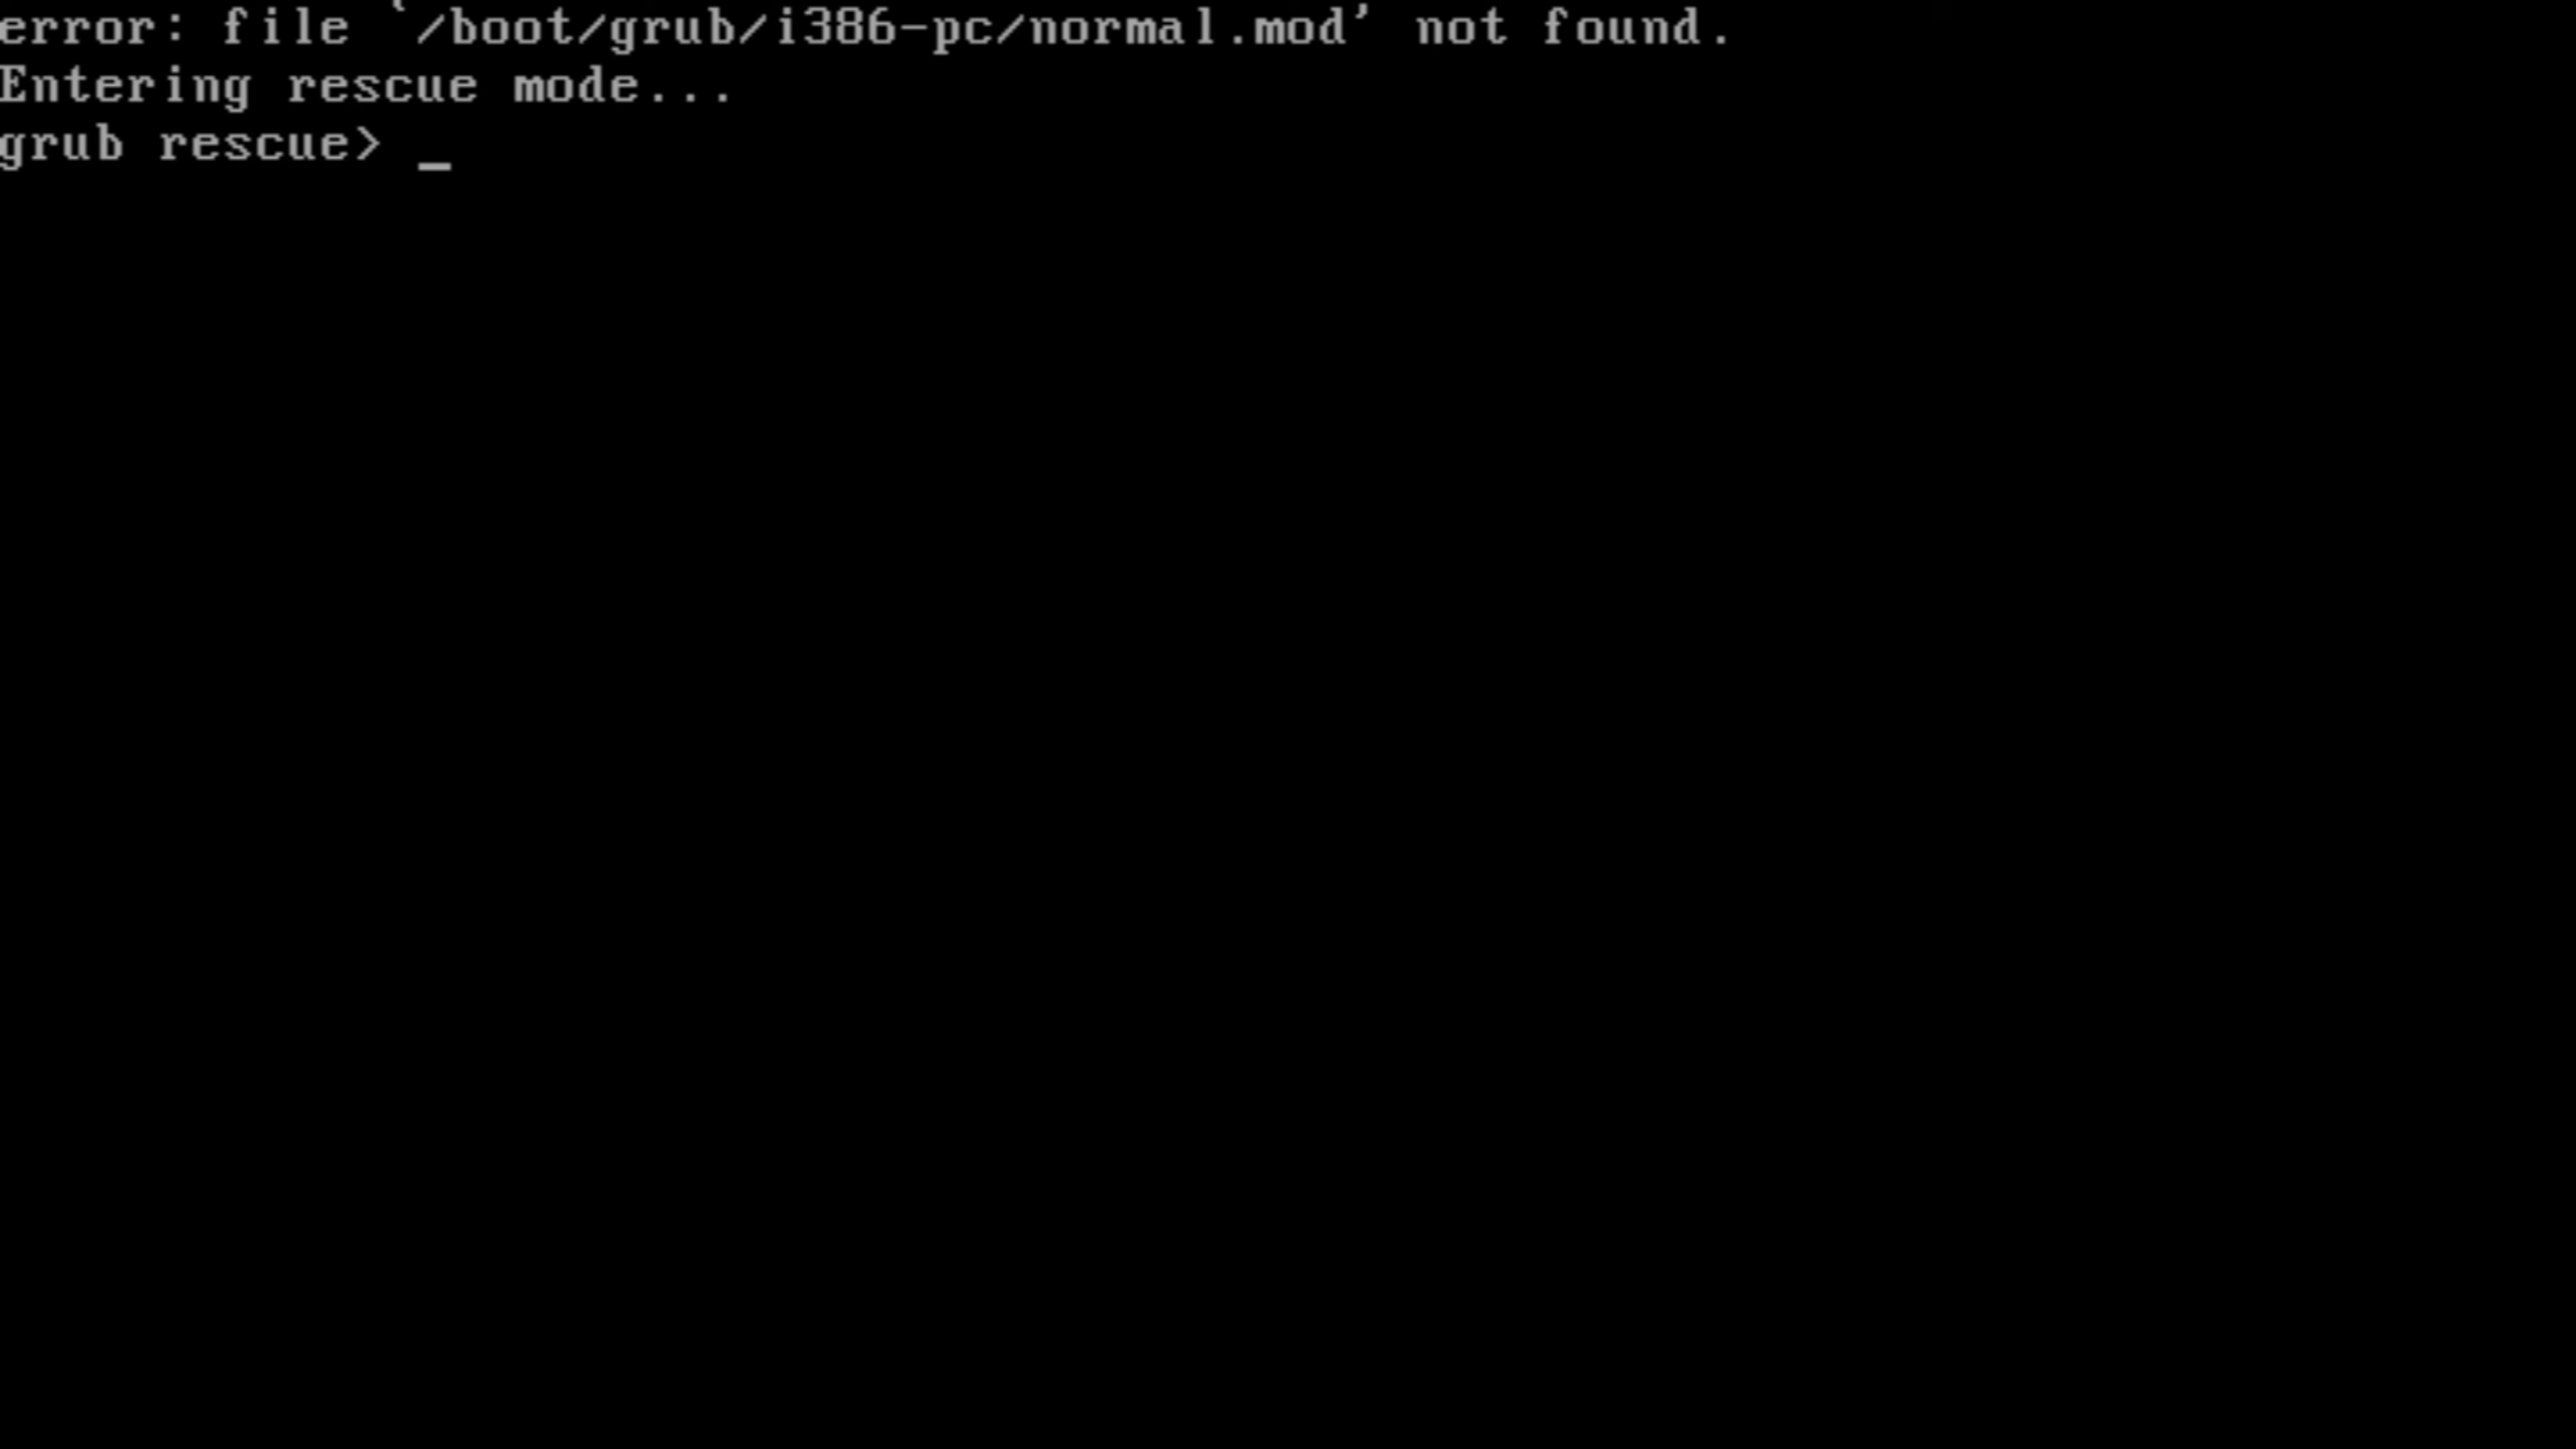 error: file `/boot/grub/i386-pc/normal.mod' not found.
Entering rescue mode...
grub rescue> _